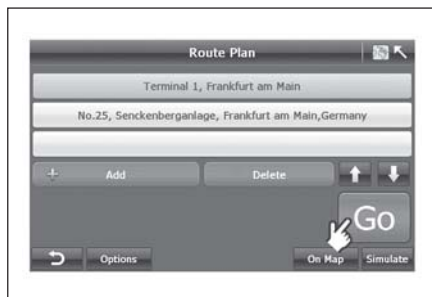 Route Plan
Terminal 1, Frankfurt am Main
No.25, Senckenberganlage, Frankfurt am Main,Germany
Add Delete
Go
Options On Map Simulate